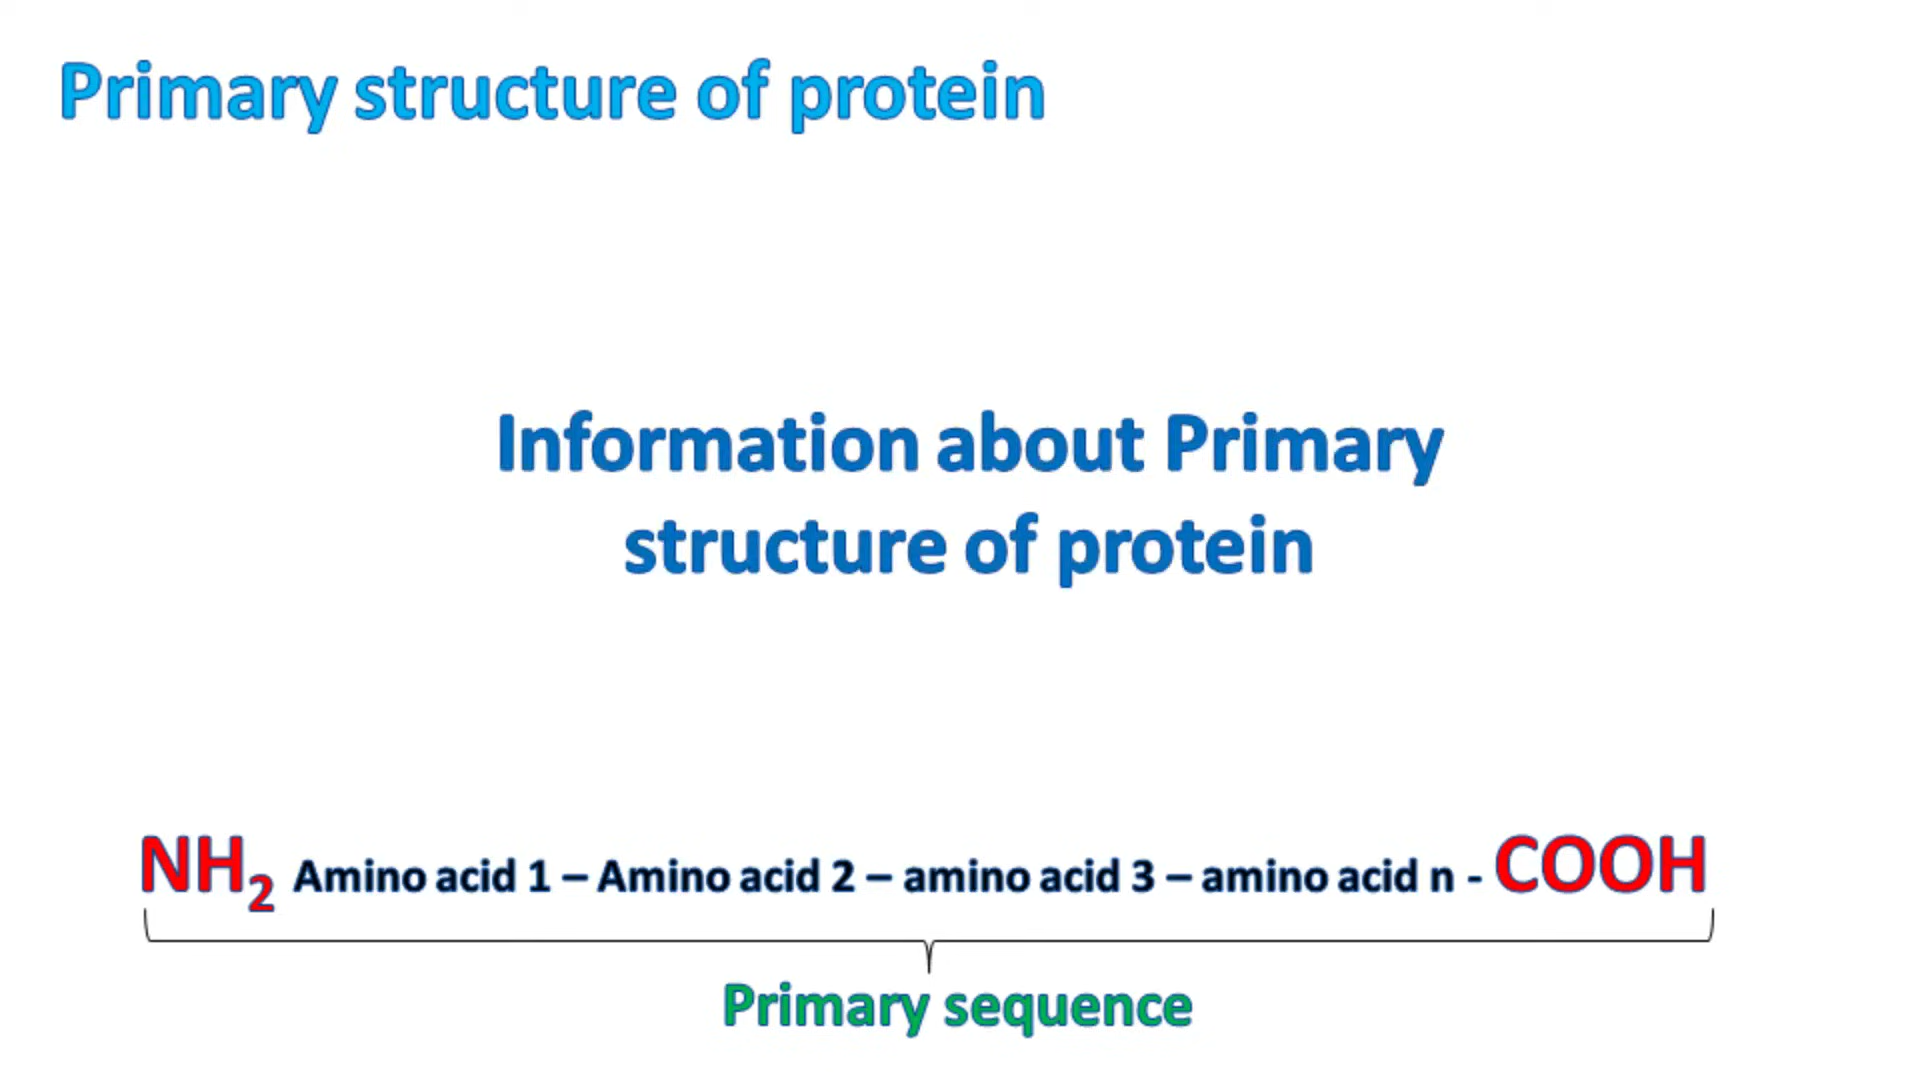 Primary structure of protein
Information about Primary
structure of protein
NH₂ Amino acid 1 – Amino acid 2 – amino acid 3 – amino acid n - COOH
Primary sequence